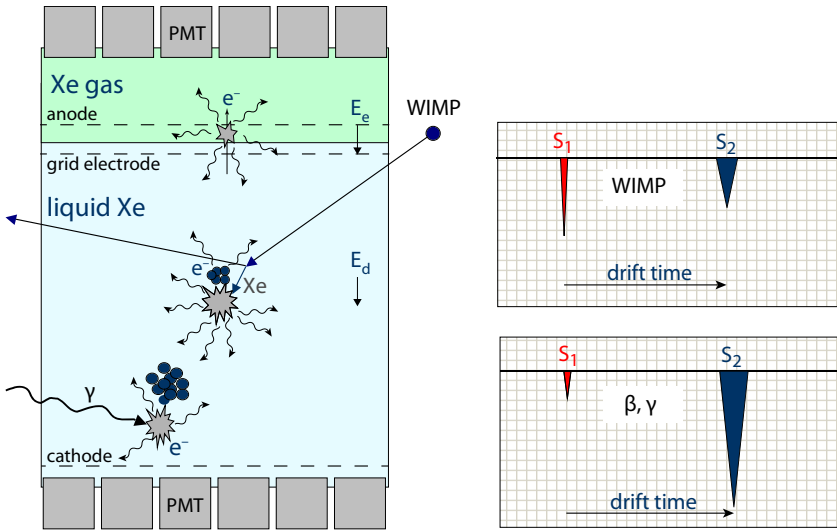 PMT
Xe gas
e⁻
anode
E_e
WIMP
grid electrode
liquid Xe
e⁻
Xe
E_d
γ
e⁻
cathode
PMT
S₁
S₂
WIMP
drift time
S₁
S₂
β, γ
drift time